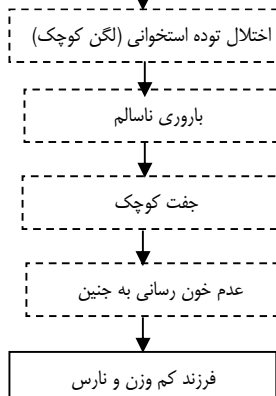 اختلال توده استخوانی (لگن کوچک)
باروری ناسالم
جفت کوچک
عدم خون رسانی به جنین
فرزند کم وزن و نارس